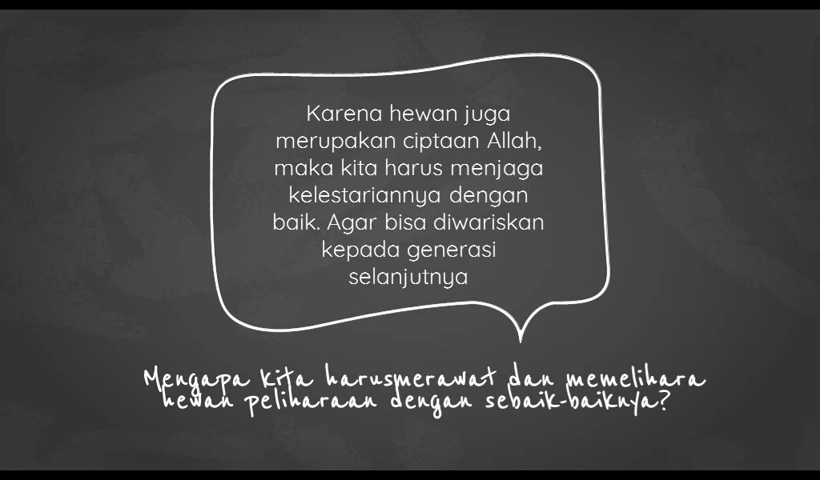 Karena hewan juga
merupakan ciptaan Allah,
maka kita harus menjaga
kelestariannya dengan
baik. Agar bisa diwariskan
kepada generasi
selanjutnya
Mengapa kita harusmerawat dan memelihara
hewan peliharaan dengan sebaik-baiknya?